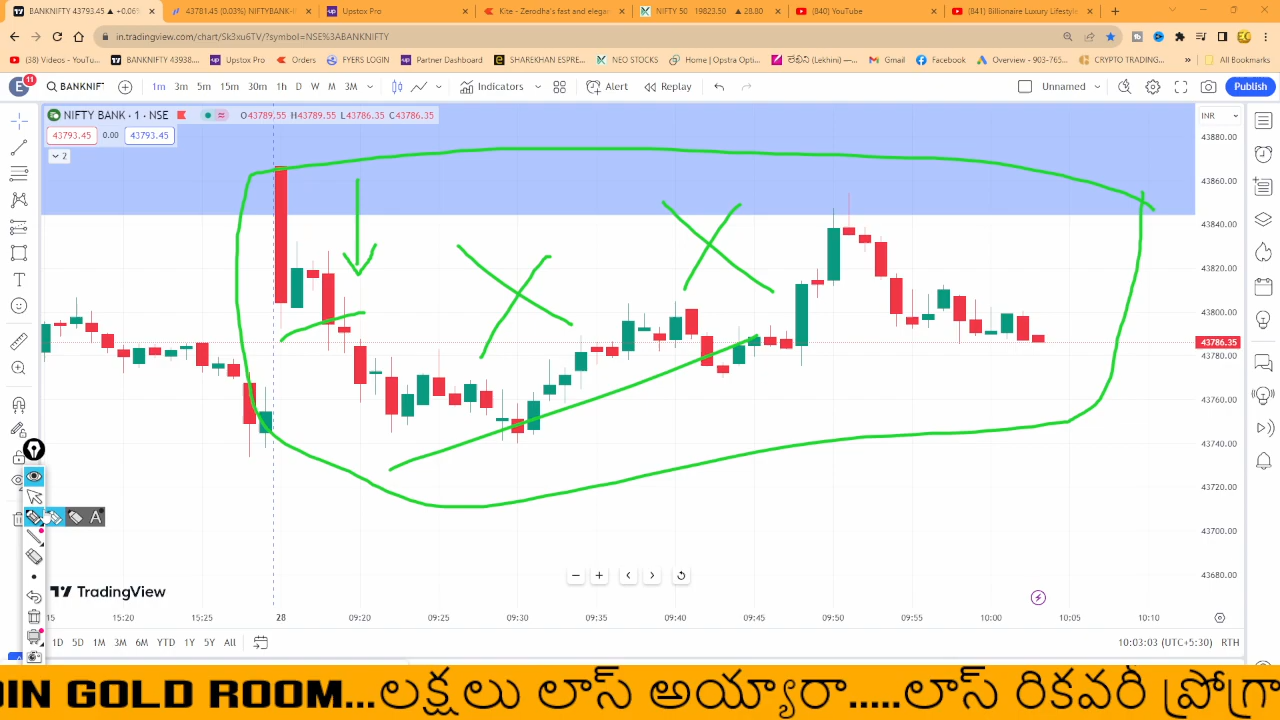 BANKNIFTY 43793.45 ▲ +0.06%
43781.45 (0.03%) NIFTYBANK-I
Upstox Pro
Kite - Zerodha's fast and elegan
NIFTY 50 19823.50 ▲ 28.80
(840) YouTube
(841) Billionaire Luxury Lifestyle
in.tradingview.com/chart/Sk3xu6TV/?symbol=NSE%3ABANKNIFTY
(38) Videos - YouTu...
BANKNIFTY 43938...
Upstox Pro
Orders
FYERS LOGIN
Partner Dashboard
SHAREKHAN ESPRE...
NEO STOCKS
Home | Opstra Opti...
లేఖిని (Lekhini) —...
Gmail
Facebook
Overview - 903-765...
CRYPTO TRADING...
»
All Bookmarks
E 11 BANKNIF 1m 3m 5m 15m 30m 1h D W M 3M Indicators Alert Replay Unnamed Publish
NIFTY BANK · 1 · NSE O43789.55 H43789.55 L43786.35 C43786.35
INR
43793.45 0.00 43793.45
2
43880.00
43860.00
43840.00
43820.00
43800.00
43786.35
43780.00
43760.00
43740.00
43720.00
43700.00
43680.00
A
TradingView
15:20 15:25 28 09:20 09:25 09:30 09:35 09:40 09:45 09:50 09:55 10:00 10:05 10:10
1D 5D 1M 3M 6M YTD 1Y 5Y All
10:03:03 (UTC+5:30) RTH
OIN GOLD ROOM...లక్షలు లాస్ అయ్యారా.....లాస్ రికవరీ ప్రోగ్రా